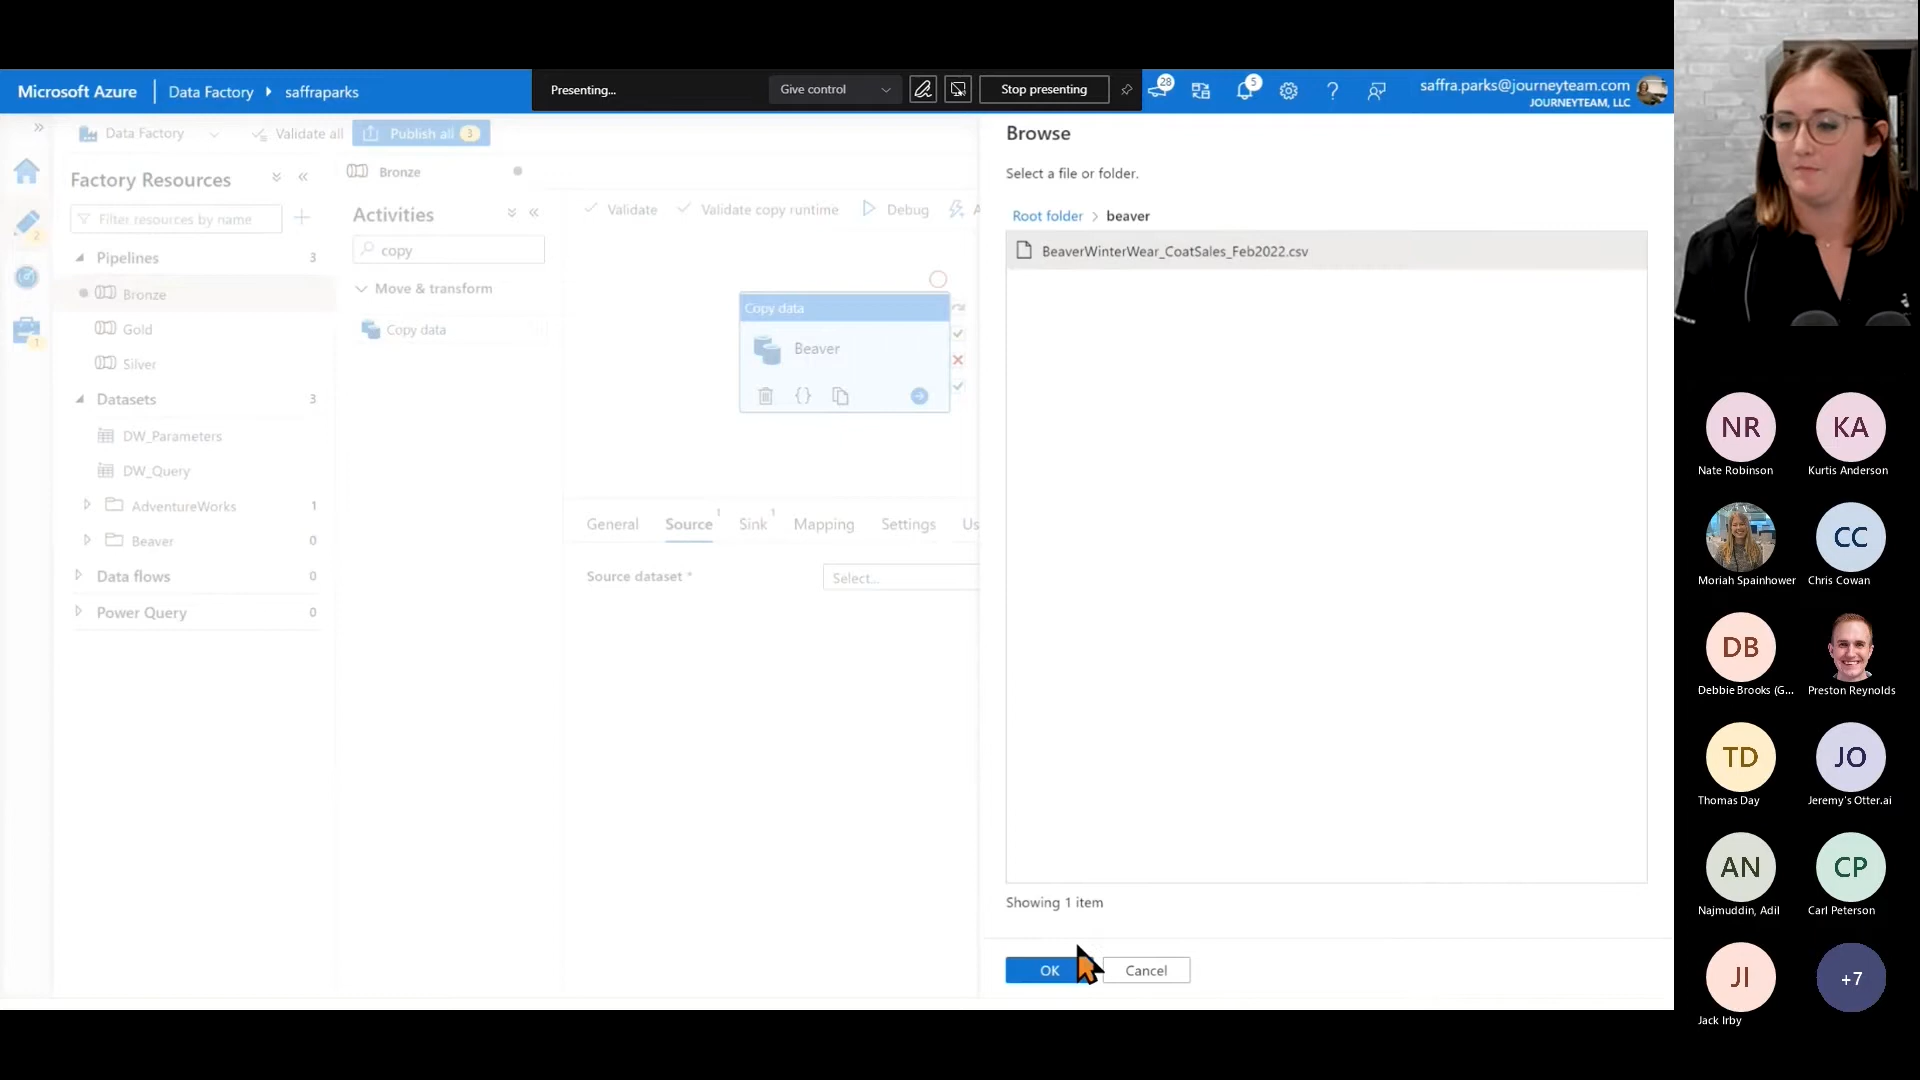 Microsoft Azure
Data Factory
saffraparks
Presenting...
Give control
Stop presenting
28
5
saffra.parks@journeyteam.com
JOURNEYTEAM, LLC
Data Factory
Validate all
Publish all
3
Factory Resources
Filter resources by name
Pipelines 3
Bronze
Gold
Silver
Datasets 3
DW_Parameters
DW_Query
AdventureWorks 1
Beaver 0
Data flows 0
Power Query 0
2
1
Bronze
Activities
copy
Move & transform
Copy data
Validate
Validate copy runtime
Debug
A
Copy data
Beaver
{}
General
Source 1
Sink 1
Mapping
Settings
Us
Source dataset *
Select...
Browse
Select a file or folder.
Root folder > beaver
BeaverWinterWear_CoatSales_Feb2022.csv
Showing 1 item
OK
Cancel
NR
Nate Robinson
KA
Kurtis Anderson
Moriah Spainhower
CC
Chris Cowan
DB
Debbie Brooks (G...
Preston Reynolds
TD
Thomas Day
JO
Jeremy's Otter.ai
AN
Najmuddin, Adil
CP
Carl Peterson
JI
Jack Irby
+7